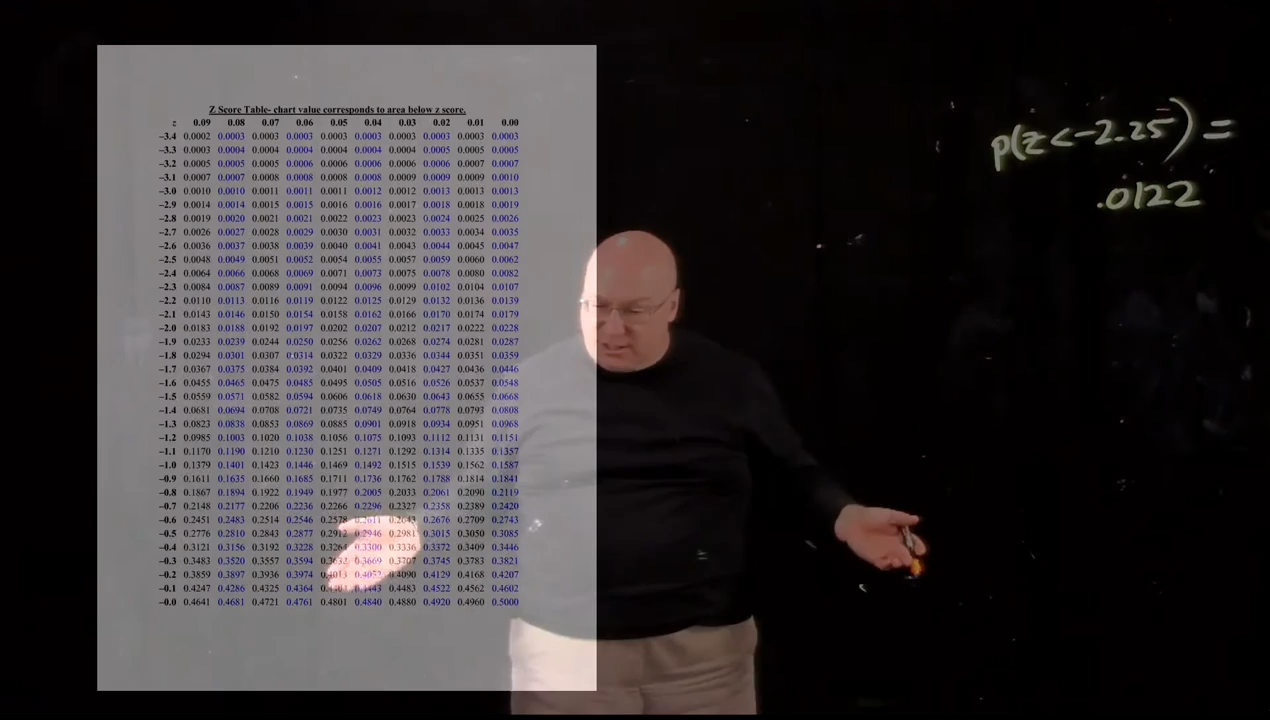 Z Score Table- chart value corresponds to area below z score.
z 0.09 0.08 0.07 0.06 0.05 0.04 0.03 0.02 0.01 0.00
–3.4 0.0002 0.0003 0.0003 0.0003 0.0003 0.0003 0.0003 0.0003 0.0003 0.0003
–3.3 0.0003 0.0004 0.0004 0.0004 0.0004 0.0004 0.0004 0.0005 0.0005 0.0005
–3.2 0.0005 0.0005 0.0005 0.0006 0.0006 0.0006 0.0006 0.0006 0.0007 0.0007
–3.1 0.0007 0.0007 0.0008 0.0008 0.0008 0.0008 0.0009 0.0009 0.0009 0.0010
–3.0 0.0010 0.0010 0.0011 0.0011 0.0011 0.0012 0.0012 0.0013 0.0013 0.0013
–2.9 0.0014 0.0014 0.0015 0.0015 0.0016 0.0016 0.0017 0.0018 0.0018 0.0019
–2.8 0.0019 0.0020 0.0021 0.0021 0.0022 0.0023 0.0023 0.0024 0.0025 0.0026
–2.7 0.0026 0.0027 0.0028 0.0029 0.0030 0.0031 0.0032 0.0033 0.0034 0.0035
–2.6 0.0036 0.0037 0.0038 0.0039 0.0040 0.0041 0.0043 0.0044 0.0045 0.0047
–2.5 0.0048 0.0049 0.0051 0.0052 0.0054 0.0055 0.0057 0.0059 0.0060 0.0062
–2.4 0.0064 0.0066 0.0068 0.0069 0.0071 0.0073 0.0075 0.0078 0.0080 0.0082
–2.3 0.0084 0.0087 0.0089 0.0091 0.0094 0.0096 0.0099 0.0102 0.0104 0.0107
–2.2 0.0110 0.0113 0.0116 0.0119 0.0122 0.0125 0.0129 0.0132 0.0136 0.0139
–2.1 0.0143 0.0146 0.0150 0.0154 0.0158 0.0162 0.0166 0.0170 0.0174 0.0179
–2.0 0.0183 0.0188 0.0192 0.0197 0.0202 0.0207 0.0212 0.0217 0.0222 0.0228
–1.9 0.0233 0.0239 0.0244 0.0250 0.0256 0.0262 0.0268 0.0274 0.0281 0.0287
–1.8 0.0294 0.0301 0.0307 0.0314 0.0322 0.0329 0.0336 0.0344 0.0351 0.0359
–1.7 0.0367 0.0375 0.0384 0.0392 0.0401 0.0409 0.0418 0.0427 0.0436 0.0446
–1.6 0.0455 0.0465 0.0475 0.0485 0.0495 0.0505 0.0516 0.0526 0.0537 0.0548
–1.5 0.0559 0.0571 0.0582 0.0594 0.0606 0.0618 0.0630 0.0643 0.0655 0.0668
–1.4 0.0681 0.0694 0.0708 0.0721 0.0735 0.0749 0.0764 0.0778 0.0793 0.0808
–1.3 0.0823 0.0838 0.0853 0.0869 0.0885 0.0901 0.0918 0.0934 0.0951 0.0968
–1.2 0.0985 0.1003 0.1020 0.1038 0.1056 0.1075 0.1093 0.1112 0.1131 0.1151
–1.1 0.1170 0.1190 0.1210 0.1230 0.1251 0.1271 0.1292 0.1314 0.1335 0.1357
–1.0 0.1379 0.1401 0.1423 0.1446 0.1469 0.1492 0.1515 0.1539 0.1562 0.1587
–0.9 0.1611 0.1635 0.1660 0.1685 0.1711 0.1736 0.1762 0.1788 0.1814 0.1841
–0.8 0.1867 0.1894 0.1922 0.1949 0.1977 0.2005 0.2033 0.2061 0.2090 0.2119
–0.7 0.2148 0.2177 0.2206 0.2236 0.2266 0.2296 0.2327 0.2358 0.2389 0.2420
–0.6 0.2451 0.2483 0.2514 0.2546 0.2578 0.2611 0.2643 0.2676 0.2709 0.2743
–0.5 0.2776 0.2810 0.2843 0.2877 0.2912 0.2946 0.2981 0.3015 0.3050 0.3085
–0.4 0.3121 0.3156 0.3192 0.3228 0.3264 0.3300 0.3336 0.3372 0.3409 0.3446
–0.3 0.3483 0.3520 0.3557 0.3594 0.3632 0.3669 0.3707 0.3745 0.3783 0.3821
–0.2 0.3859 0.3897 0.3936 0.3974 0.4013 0.4052 0.4090 0.4129 0.4168 0.4207
–0.1 0.4247 0.4286 0.4325 0.4364 0.4443 0.4483 0.4522 0.4562 0.4602
–0.0 0.4641 0.4681 0.4721 0.4761 0.4801 0.4840 0.4880 0.4920 0.4960 0.5000
p(z<-2.25) =
.0122